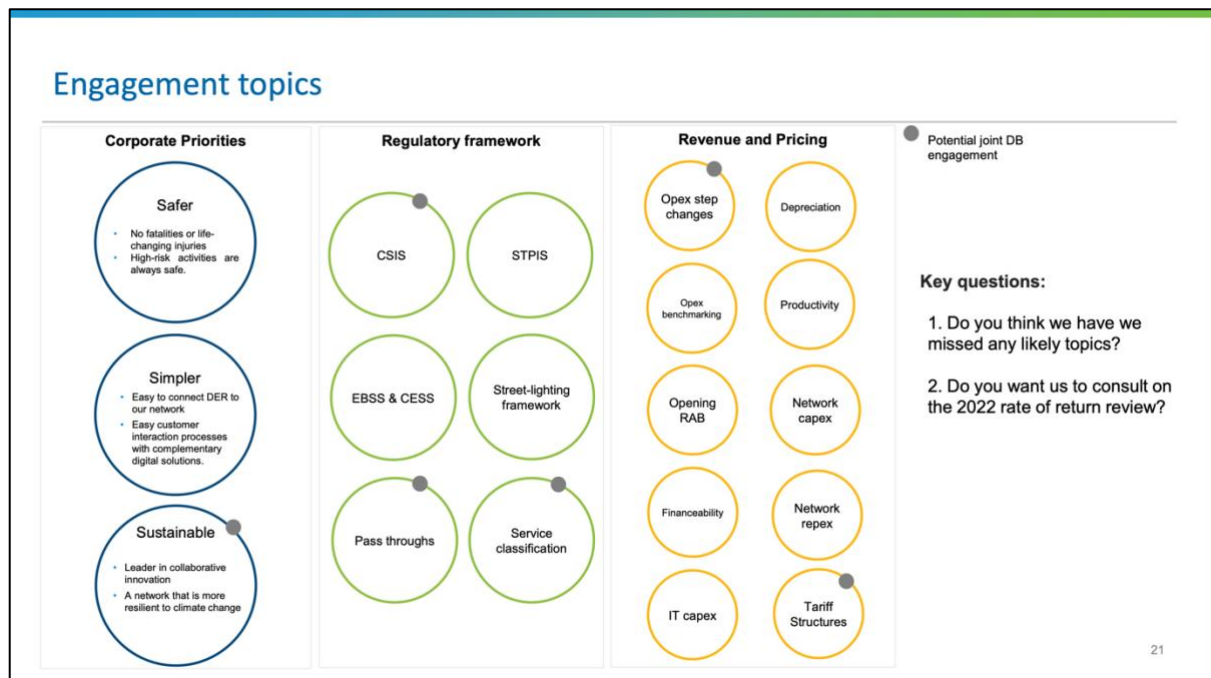 Engagement topics
Corporate Priorities
Safer
• No fatalities or life-
changing injuries
• High-risk activities are
always safe.
Simpler
• Easy to connect DER to
our network
• Easy customer
interaction processes
with complementary
digital solutions.
Sustainable
• Leader in collaborative
innovation
• A network that is more
resilient to climate change
Regulatory framework
CSIS
STPIS
EBSS & CESS
Street-lighting
framework
Pass throughs
Service
classification
Revenue and Pricing
Opex step
changes
Depreciation
Opex
benchmarking
Productivity
Opening
RAB
Network
capex
Financeability
Network
repex
IT capex
Tariff
Structures
Potential joint DB
engagement
Key questions:
1. Do you think we have we
missed any likely topics?
2. Do you want us to consult on
the 2022 rate of return review?
21